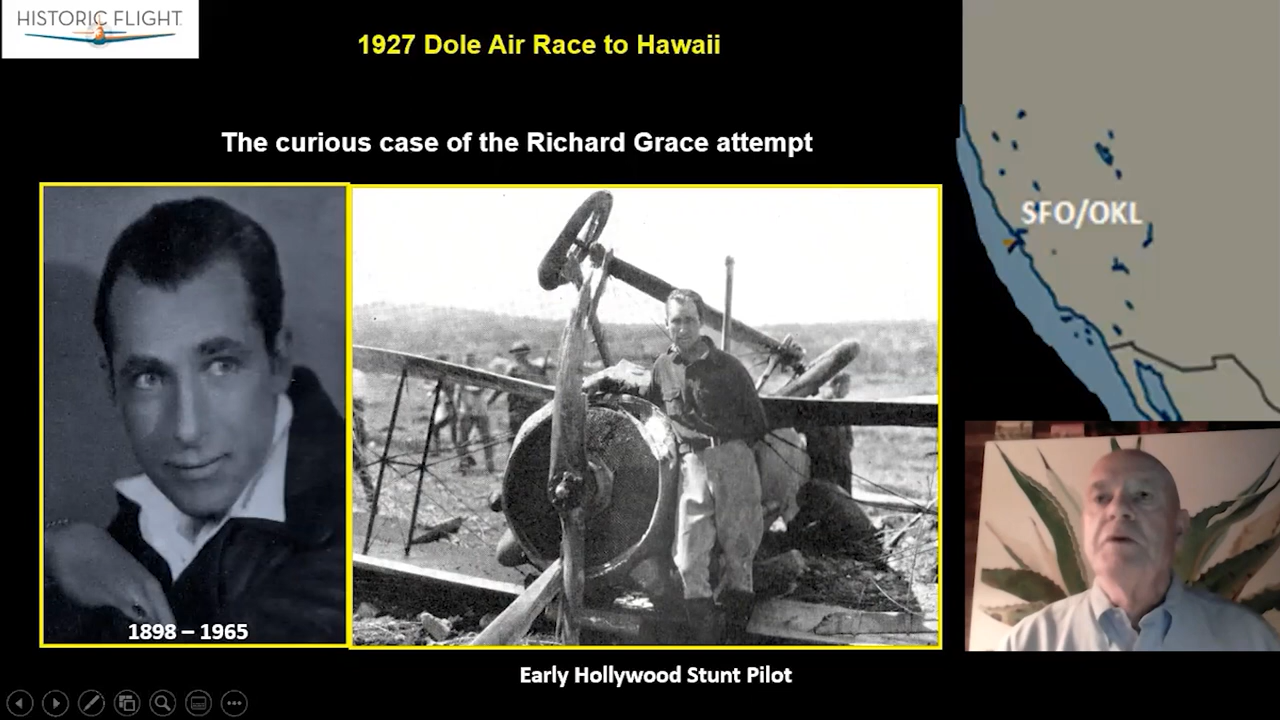 HISTORIC FLIGHT
1927 Dole Air Race to Hawaii
The curious case of the Richard Grace attempt
SFO/OKL
1898 – 1965
Early Hollywood Stunt Pilot